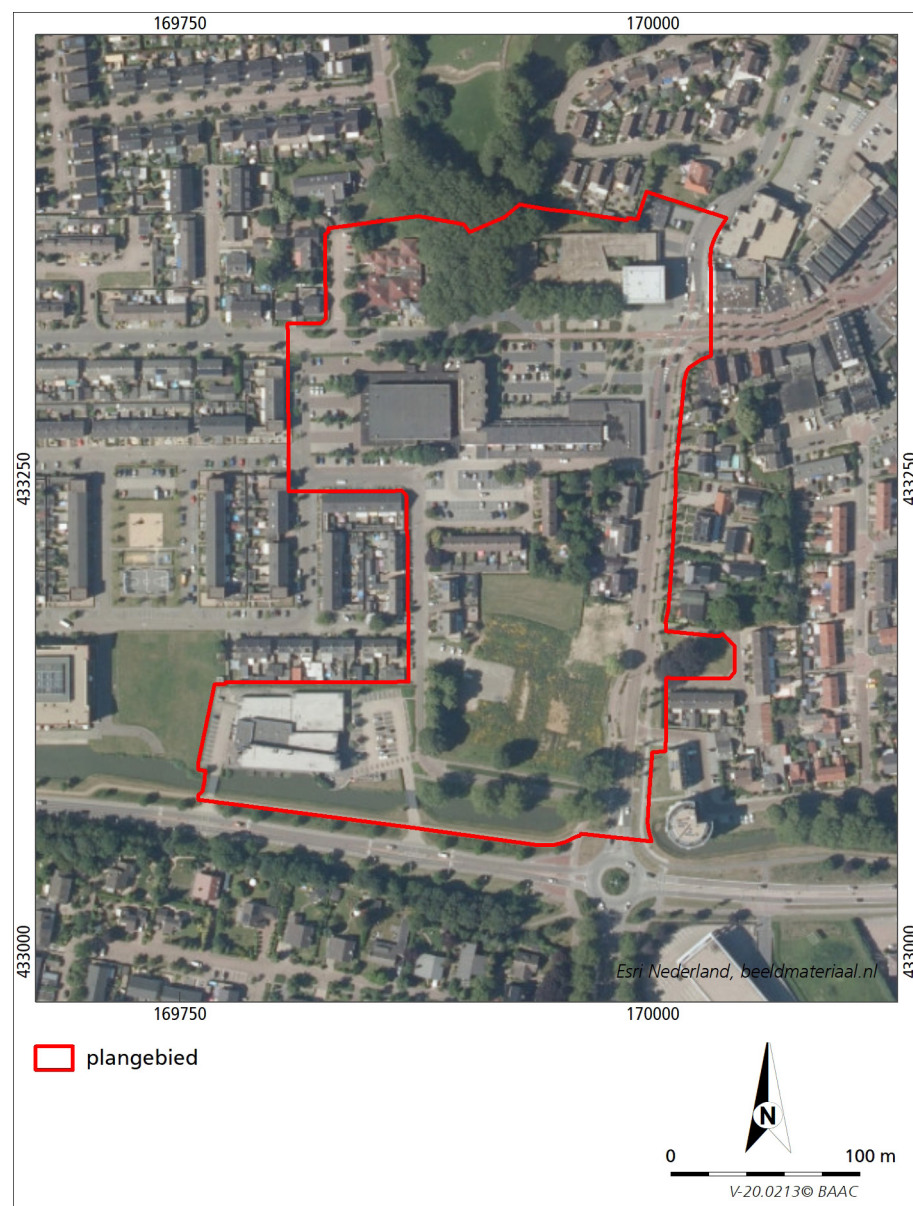 169750 170000
433250 433250
433000 433000
Esri Nederland, beeldmateriaal.nl
169750 170000
plangebied
N
0 100 m
V-20.0213© BAAC